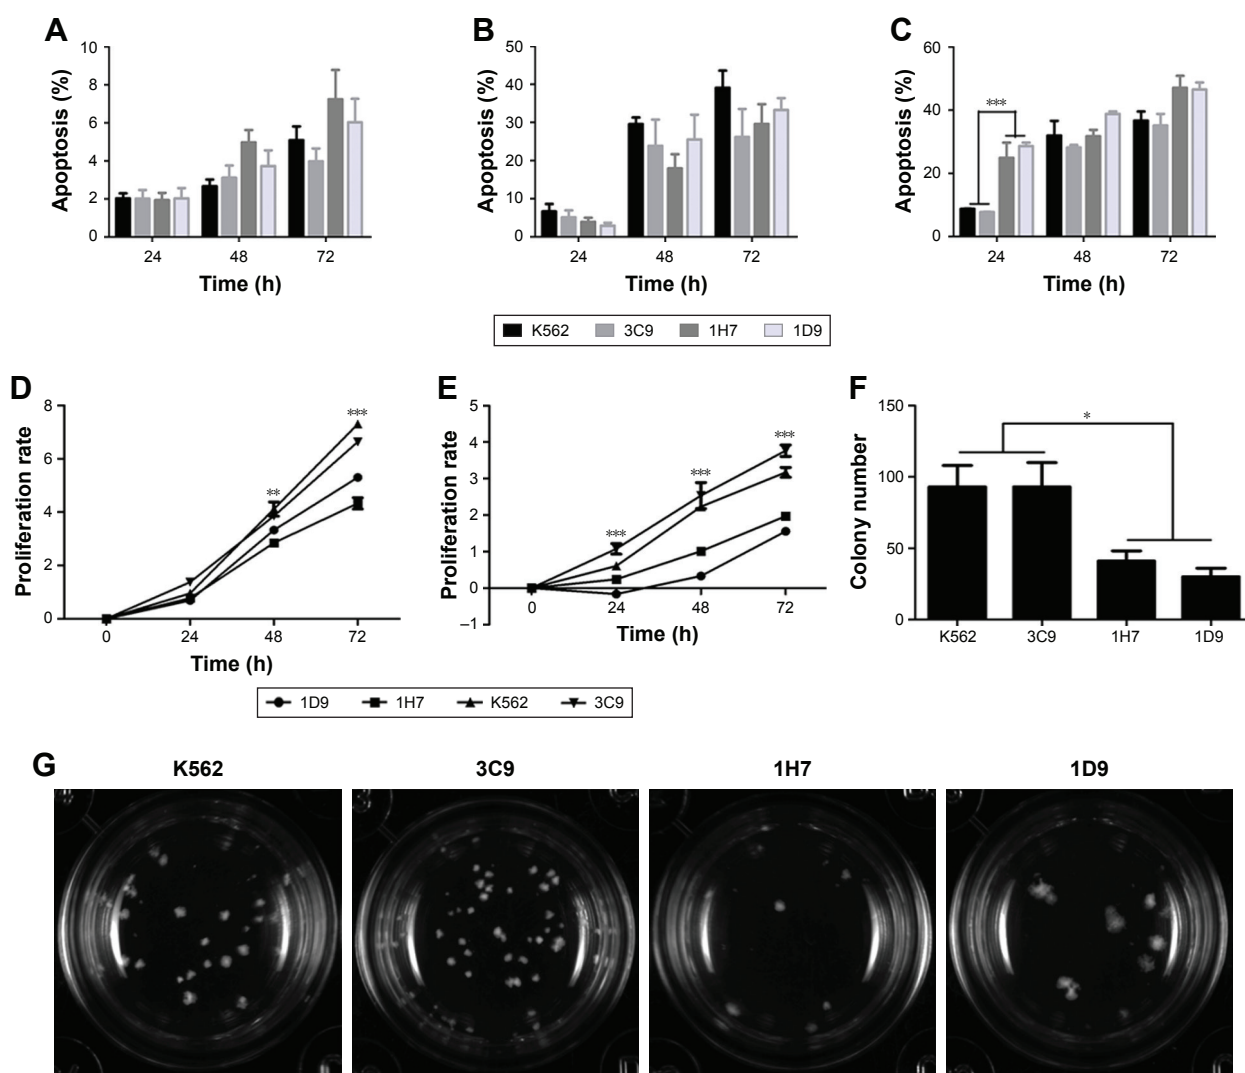 A
B
C
10
8
6
4
2
0
Apoptosis (%)
24 48 72
Time (h)
50
40
30
20
10
0
Apoptosis (%)
24 48 72
Time (h)
60
40
20
0
Apoptosis (%)
***
24 48 72
Time (h)
K562 3C9 1H7 1D9
D
E
F
8
6
4
2
0
Proliferation rate
**
***
0 24 48 72
Time (h)
5
4
3
2
1
0
–1
Proliferation rate
***
***
***
0 24 48 72
Time (h)
150
100
50
0
Colony number
*
K562 3C9 1H7 1D9
1D9 1H7 K562 3C9
G
K562 3C9 1H7 1D9